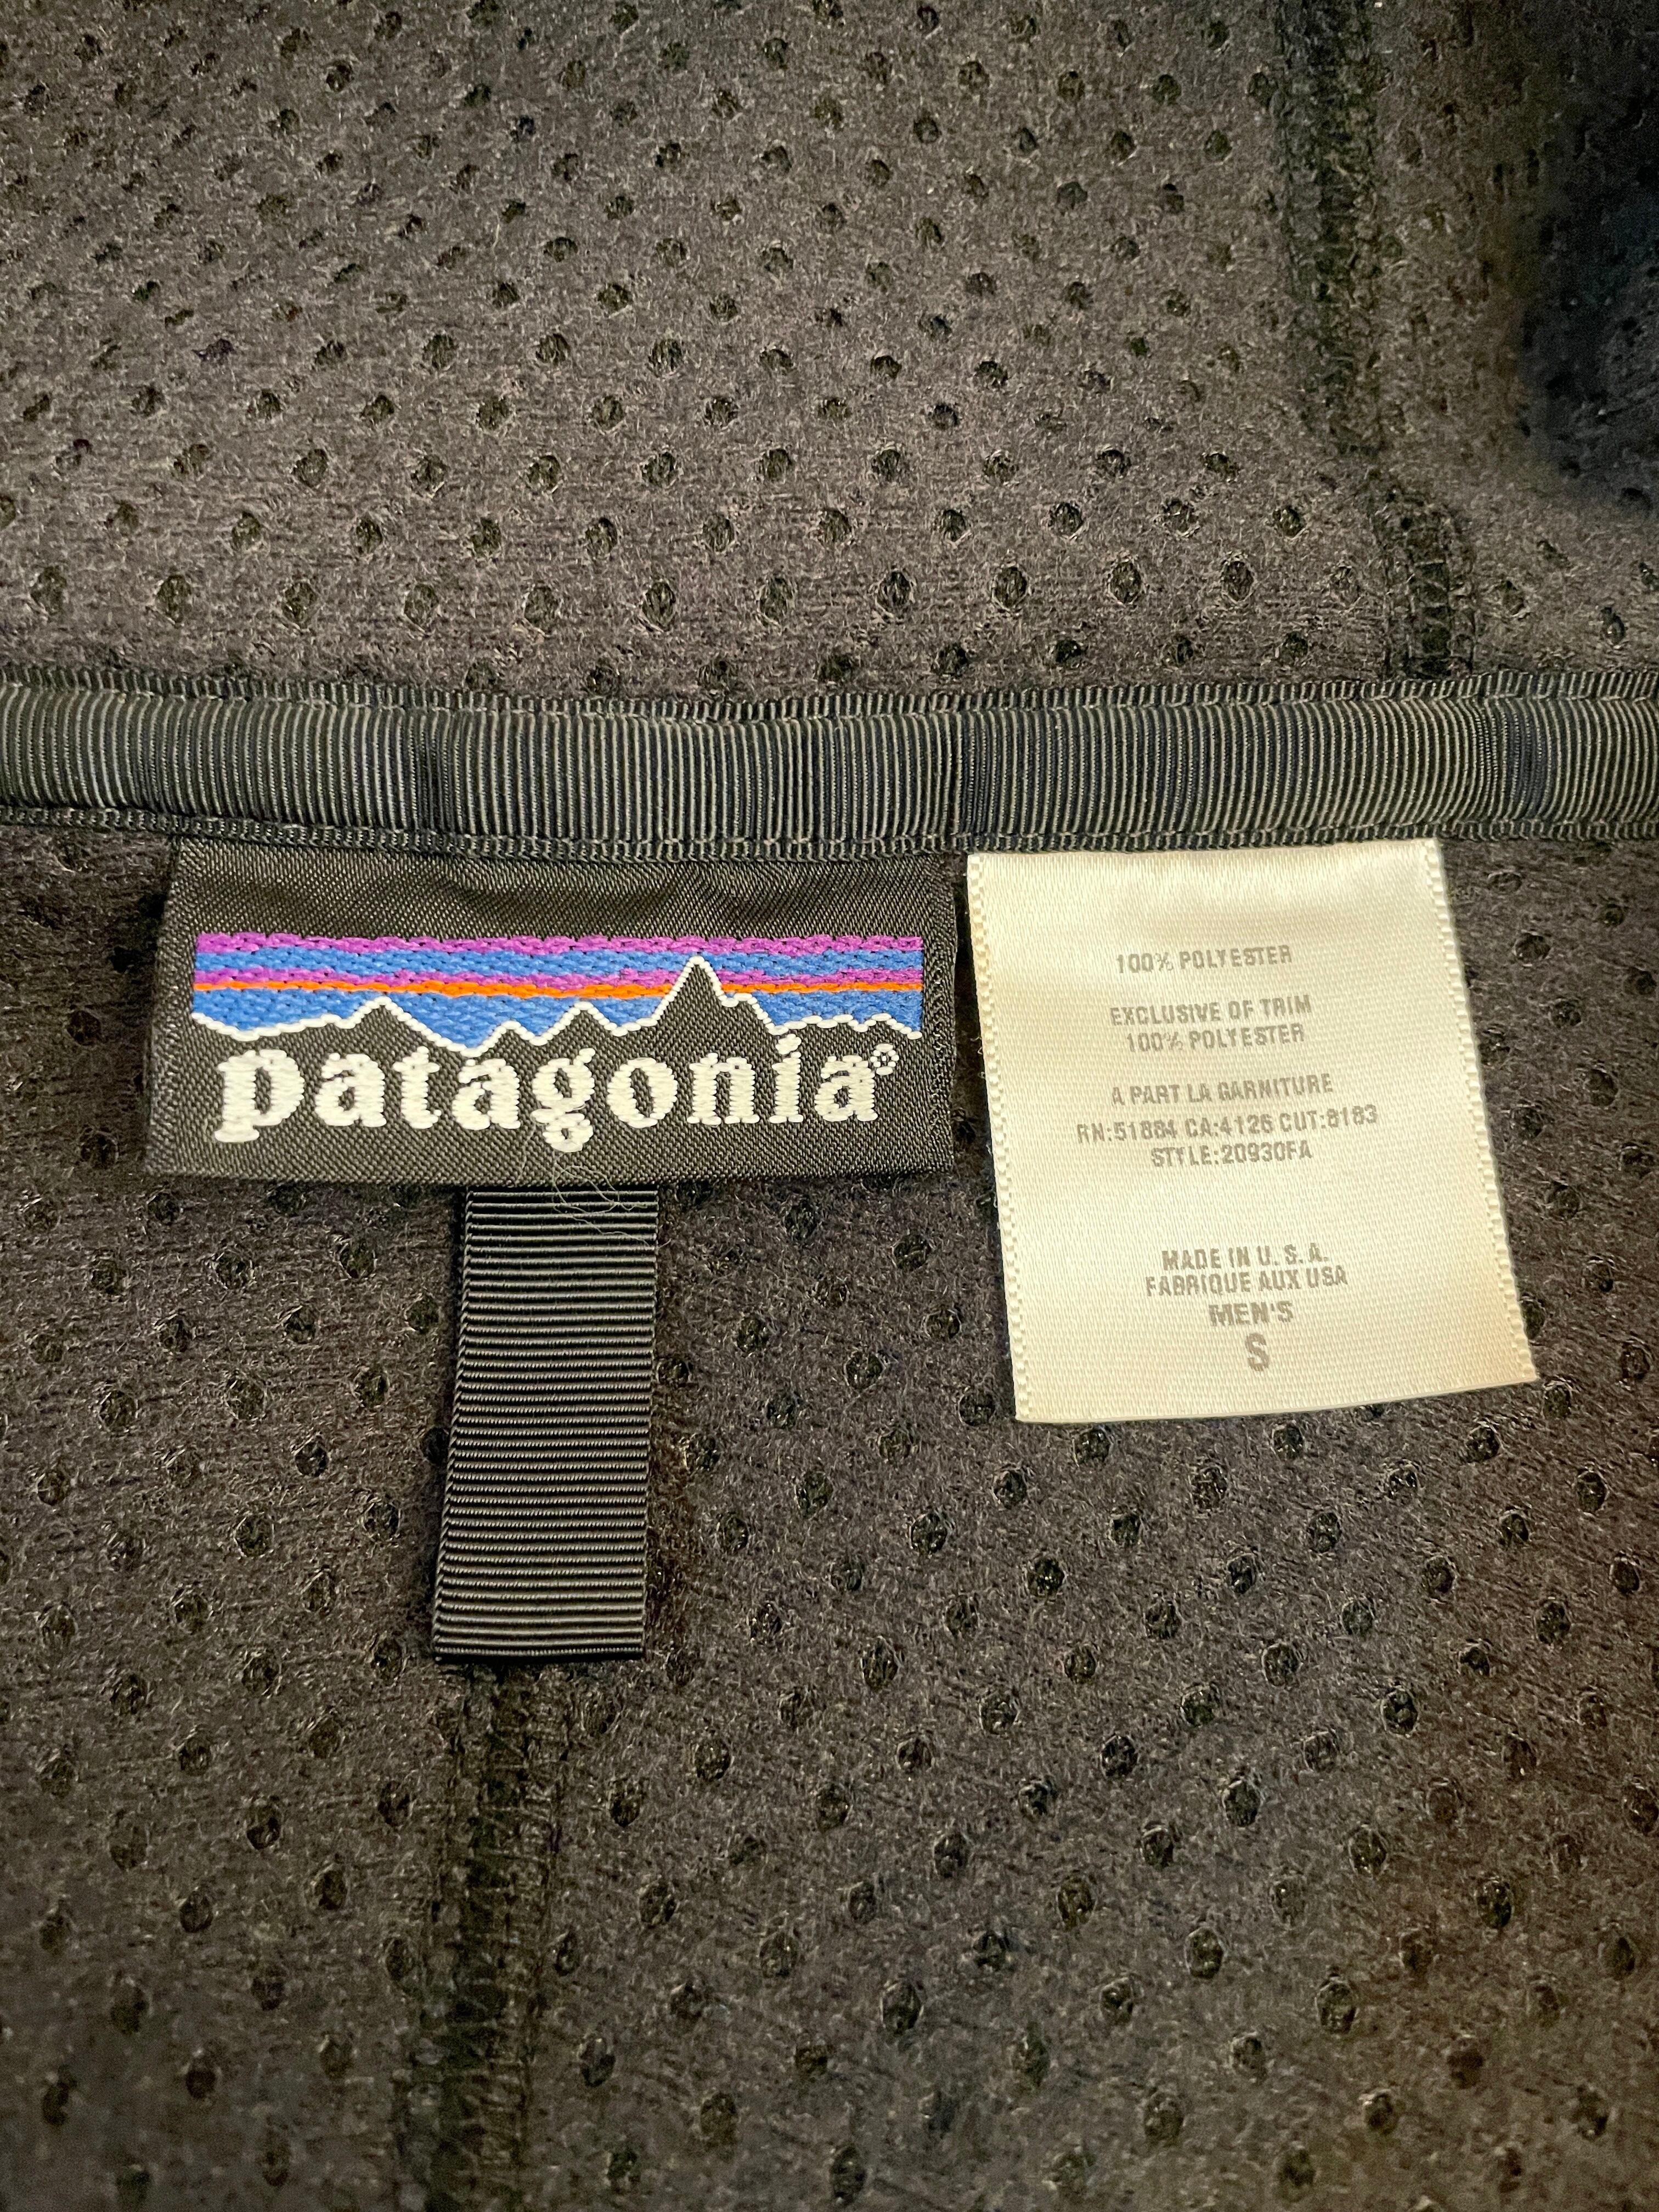 patagonia®
100% POLYESTER
EXCLUSIVE OF TRIM
100% POLYESTER
A PART LA GARNITURE
RN:51884 CA:4126 CUT:8183
STYLE:20930FA
MADE IN U.S.A.
FABRIQUE AUX USA
MEN'S
S